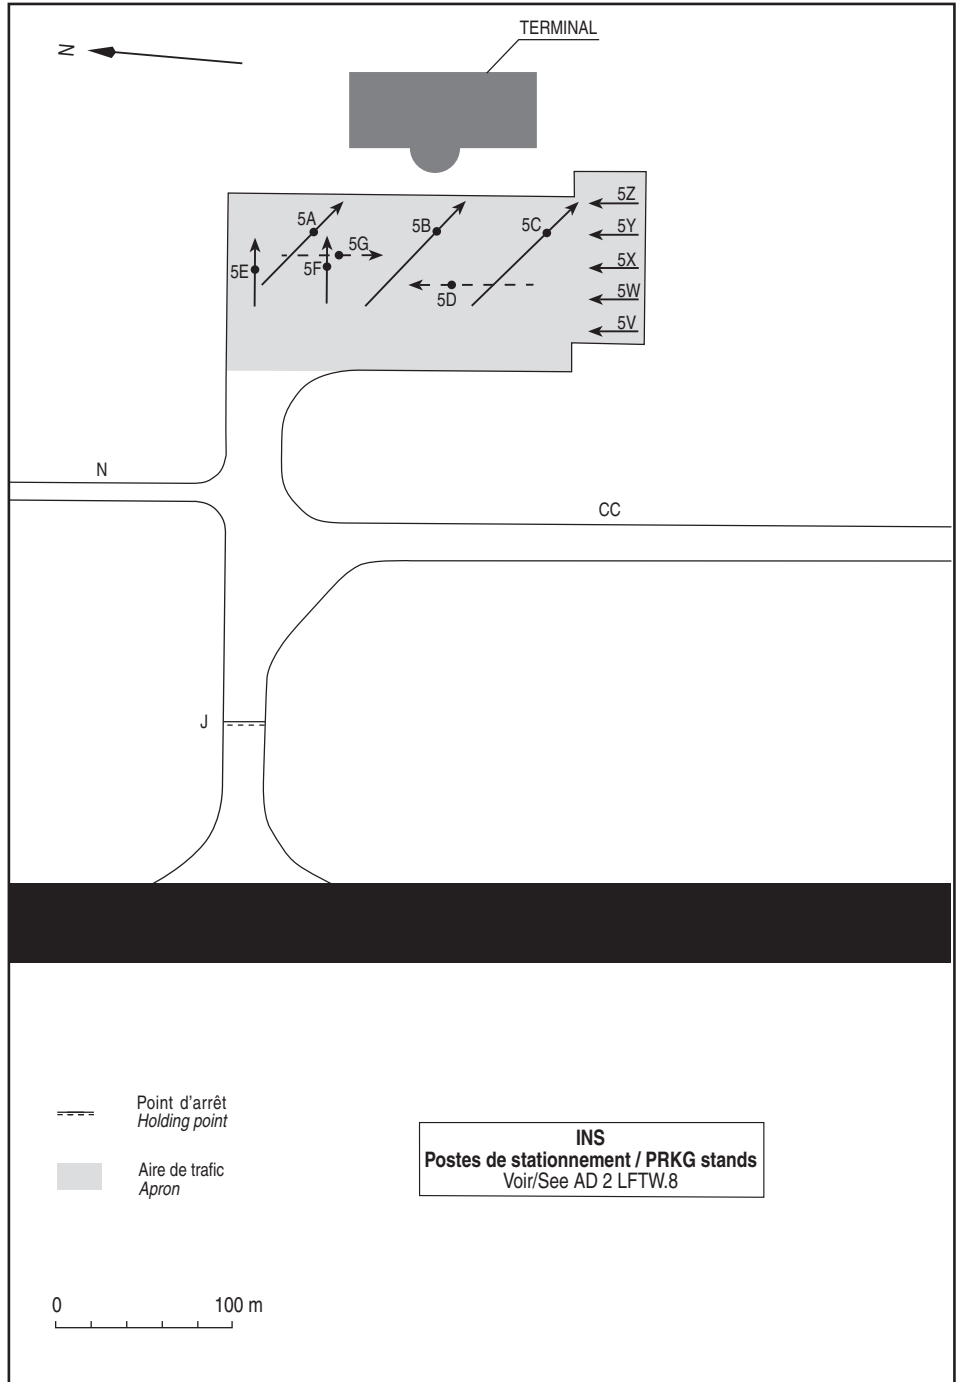 TERMINAL
N
5Z
5A
5B
5C
5Y
5G
5E
5F
5X
5D
5W
5V
N
CC
J
Point d'arrêt
Holding point
INS
Postes de stationnement / PRKG stands
Voir/See AD 2 LFTW.8
Aire de trafic
Apron
0 100 m